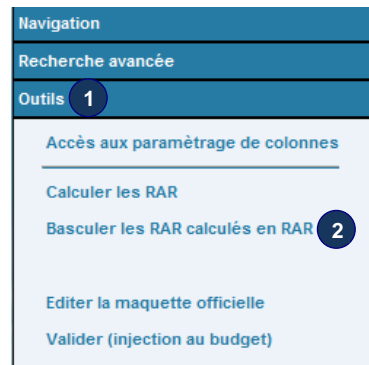 Navigation
Recherche avancée
Outils 1
Accès aux paramètrage de colonnes
Calculer les RAR
Basculer les RAR calculés en RAR 2
Editer la maquette officielle
Valider (injection au budget)